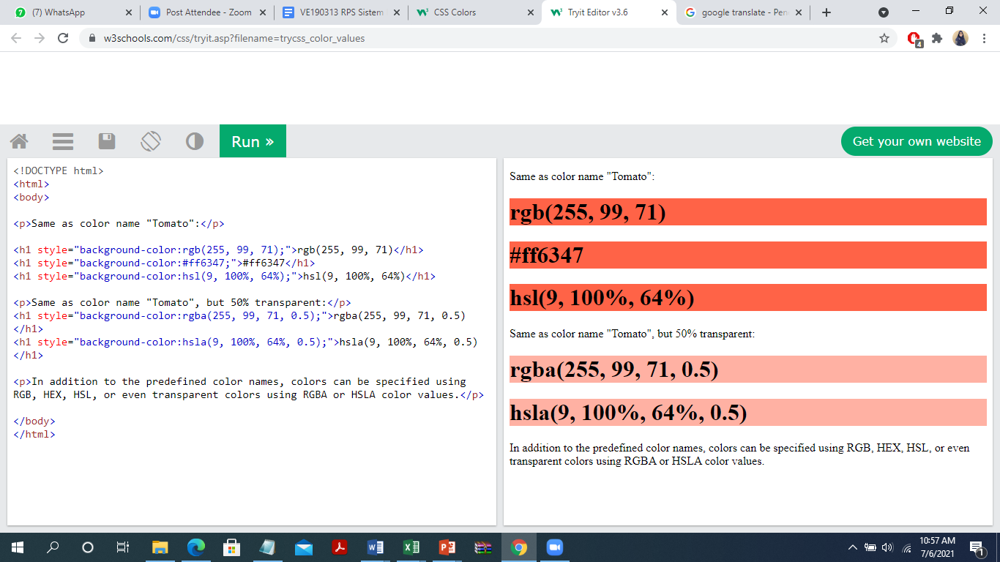 (7) WhatsApp
Post Attendee - Zoom
VE190313 RPS Sistem
CSS Colors
Tryit Editor v3.6
google translate - Pen
w3schools.com/css/tryit.asp?filename=trycss_color_values
4
Run »
Get your own website
<!DOCTYPE html>
<html>
<body>
<p>Same as color name "Tomato":</p>
<h1 style="background-color:rgb(255, 99, 71);">rgb(255, 99, 71)</h1>
<h1 style="background-color:#ff6347;">#ff6347</h1>
<h1 style="background-color:hsl(9, 100%, 64%);">hsl(9, 100%, 64%)</h1>
<p>Same as color name "Tomato", but 50% transparent:</p>
<h1 style="background-color:rgba(255, 99, 71, 0.5);">rgba(255, 99, 71, 0.5)
</h1>
<h1 style="background-color:hsla(9, 100%, 64%, 0.5);">hsla(9, 100%, 64%, 0.5)
</h1>
<p>In addition to the predefined color names, colors can be specified using
RGB, HEX, HSL, or even transparent colors using RGBA or HSLA color values.</p>
</body>
</html>
Same as color name "Tomato":
rgb(255, 99, 71)
#ff6347
hsl(9, 100%, 64%)
Same as color name "Tomato", but 50% transparent:
rgba(255, 99, 71, 0.5)
hsla(9, 100%, 64%, 0.5)
In addition to the predefined color names, colors can be specified using RGB, HEX, HSL, or even
transparent colors using RGBA or HSLA color values.
10:57 AM
7/6/2021
1